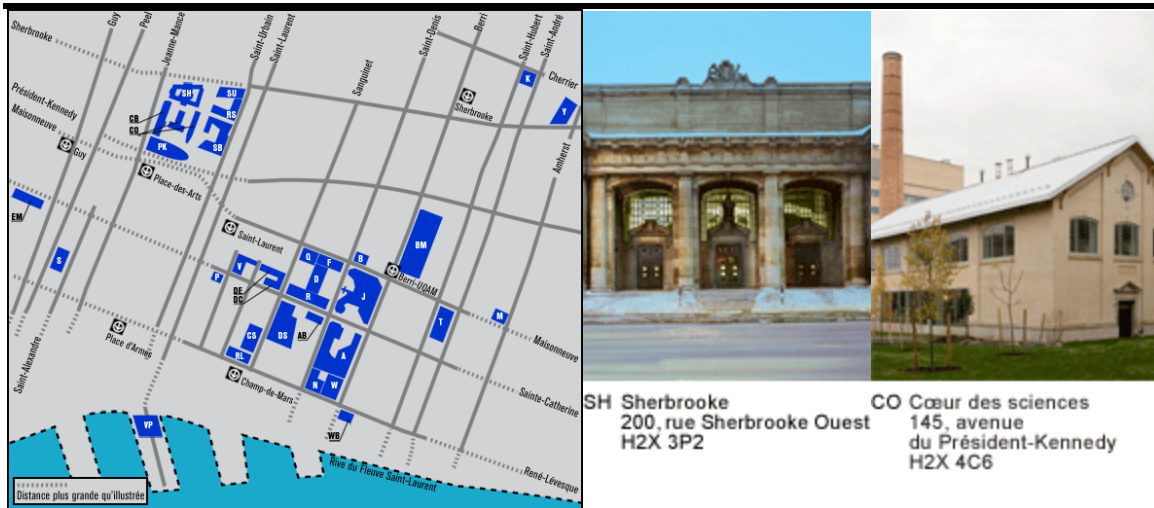 Sherbrooke
Président-Kennedy
Maisonneuve
Guy
Peel
Jeanne-Mance
Saint-Urbain
Saint-Laurent
Sanguinet
Saint-Denis
Berri
Saint-Hubert
Saint-André
Cherrier
Amherst
K
Y
Sherbrooke
SH
SU
RS
SB
CB
CO
PK
Guy
Place-des-Arts
EM
S
Saint-Laurent
V
P
DE
DC
Q
F
D
R
B
J
BM
Berri-UQAM
T
M
Maisonneuve
CS
RL
DS
AB
A
N
W
WB
Place d'Armes
Champ-de-Mars
Saint-Alexandre
Sainte-Catherine
René-Lévesque
VP
Rive du Fleuve Saint-Laurent
Distance plus grande qu'illustrée
SH Sherbrooke
200, rue Sherbrooke Ouest
H2X 3P2
CO Cœur des sciences
145, avenue
du Président-Kennedy
H2X 4C6